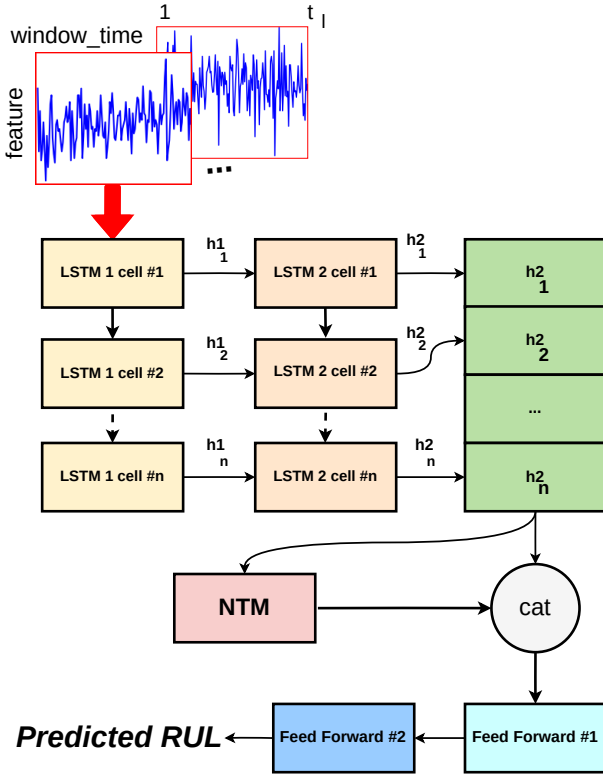 1 t l
window_time
feature
...
LSTM 1 cell #1
h1 1
LSTM 2 cell #1
h2 1
h2 1
LSTM 1 cell #2
h1 2
LSTM 2 cell #2
h2 2
h2 2
...
LSTM 1 cell #n
h1 n
LSTM 2 cell #n
h2 n
h2 n
NTM
cat
Predicted RUL
Feed Forward #2
Feed Forward #1